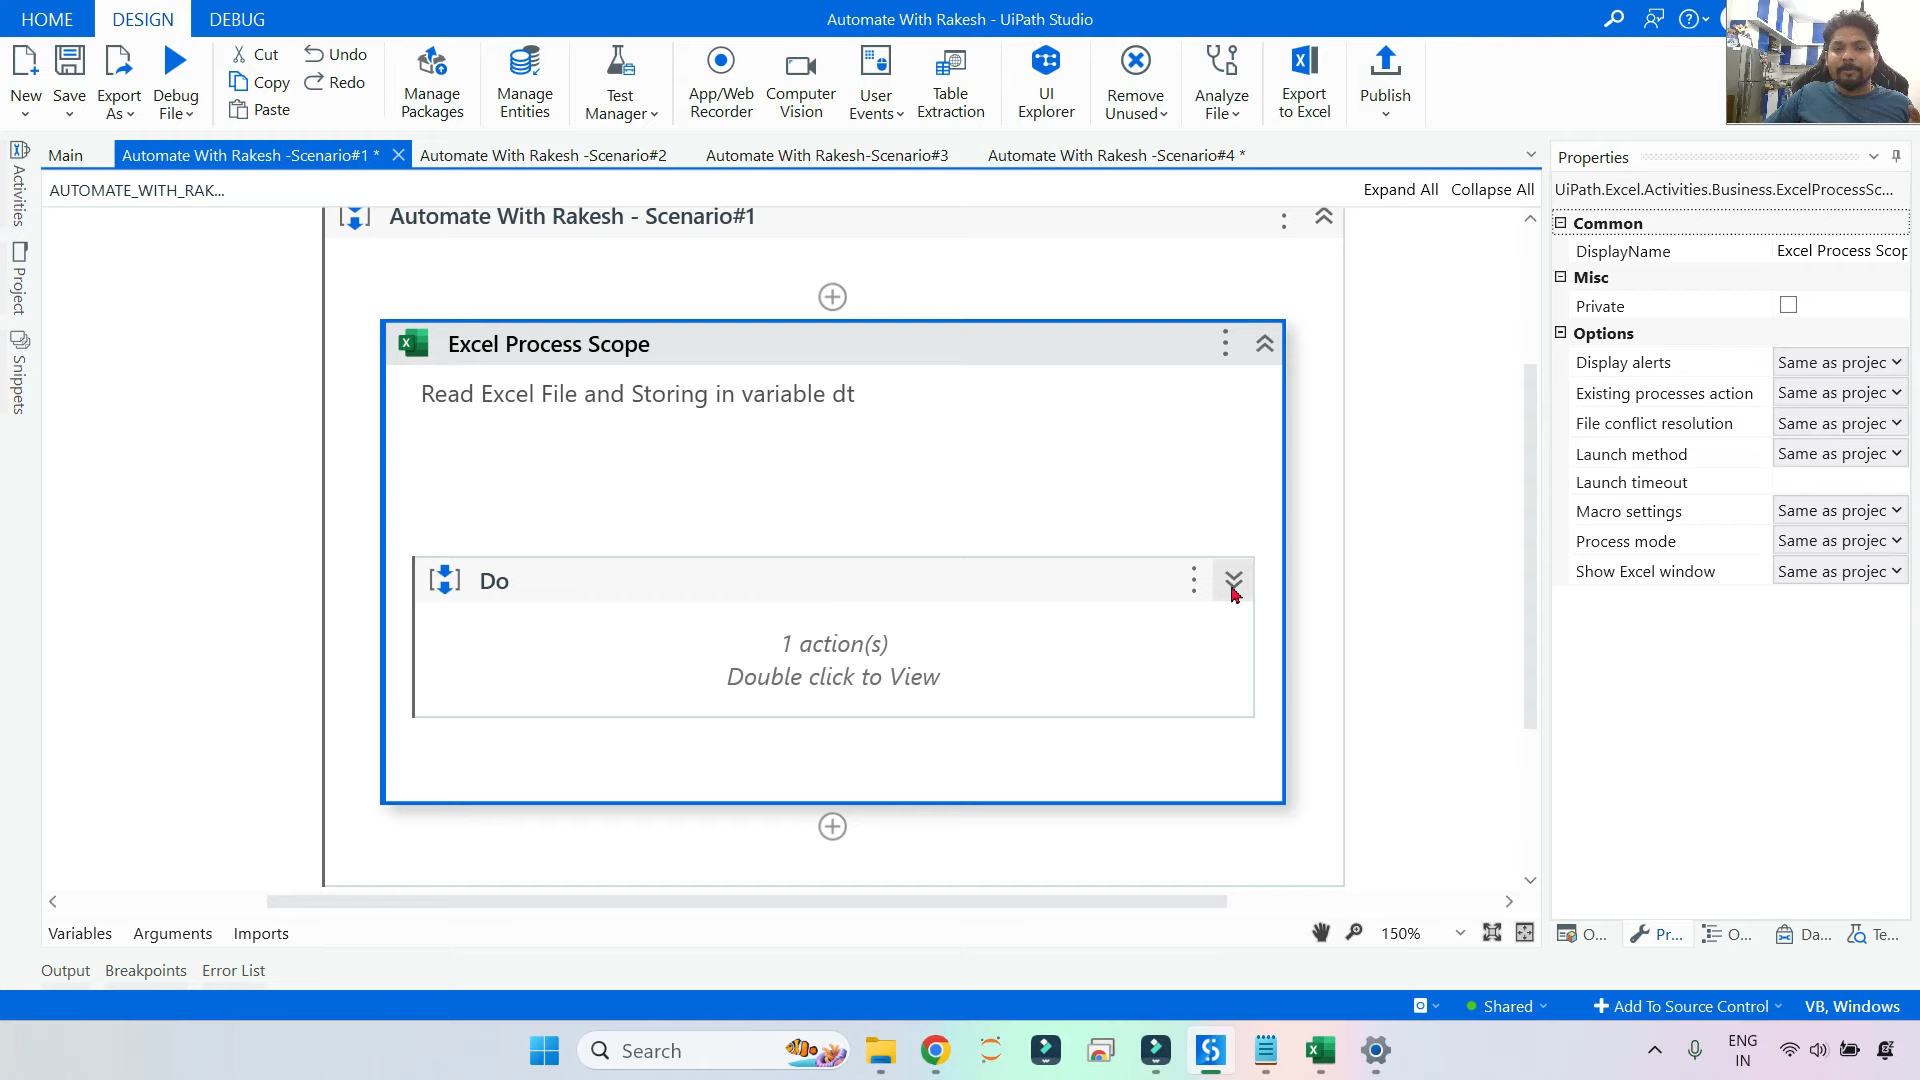 HOME DESIGN DEBUG Automate With Rakesh - UiPath Studio
New Save Export As Debug File Cut Copy Paste Undo Redo Manage Packages Manage Entities Test Manager App/Web Recorder Computer Vision User Events Table Extraction UI Explorer Remove Unused Analyze File Export to Excel Publish
Main Automate With Rakesh -Scenario#1 * Automate With Rakesh -Scenario#2 Automate With Rakesh-Scenario#3 Automate With Rakesh -Scenario#4 *
AUTOMATE_WITH_RAK... Expand All Collapse All
Activities
Project
Snippets
Automate With Rakesh - Scenario#1
Excel Process Scope
Read Excel File and Storing in variable dt
Do
1 action(s)
Double click to View
Properties
UiPath.Excel.Activities.Business.ExcelProcessSc...
Common
DisplayName Excel Process Scop
Misc
Private
Options
Display alerts Same as projec
Existing processes action Same as projec
File conflict resolution Same as projec
Launch method Same as projec
Launch timeout
Macro settings Same as projec
Process mode Same as projec
Show Excel window Same as projec
Variables Arguments Imports 150% O... Pr... O... Da... Te...
Output Breakpoints Error List
Shared Add To Source Control VB, Windows
Search ENG
IN